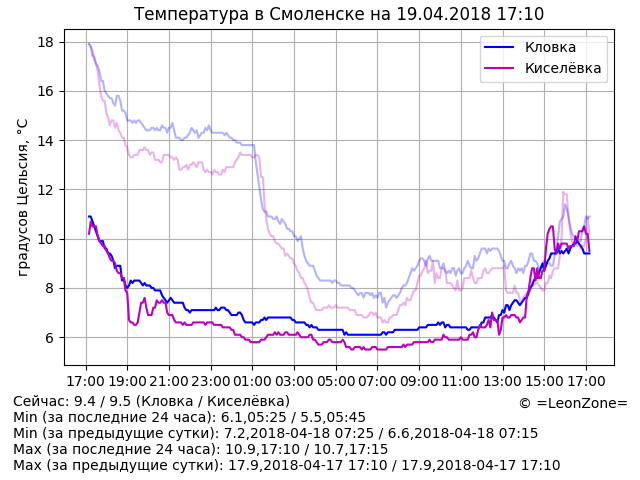 Температура в Смоленске на 19.04.2018 17:10
Кловка
Киселёвка
градусов Цельсия, °C
18
16
14
12
10
8
6
17:00 19:00 21:00 23:00 01:00 03:00 05:00 07:00 09:00 11:00 13:00 15:00 17:00
Сейчас: 9.4 / 9.5 (Кловка / Киселёвка)
© =LeonZone=
Min (за последние 24 часа): 6.1,05:25 / 5.5,05:45
Min (за предыдущие сутки): 7.2,2018-04-18 07:25 / 6.6,2018-04-18 07:15
Max (за последние 24 часа): 10.9,17:10 / 10.7,17:15
Max (за предыдущие сутки): 17.9,2018-04-17 17:10 / 17.9,2018-04-17 17:10